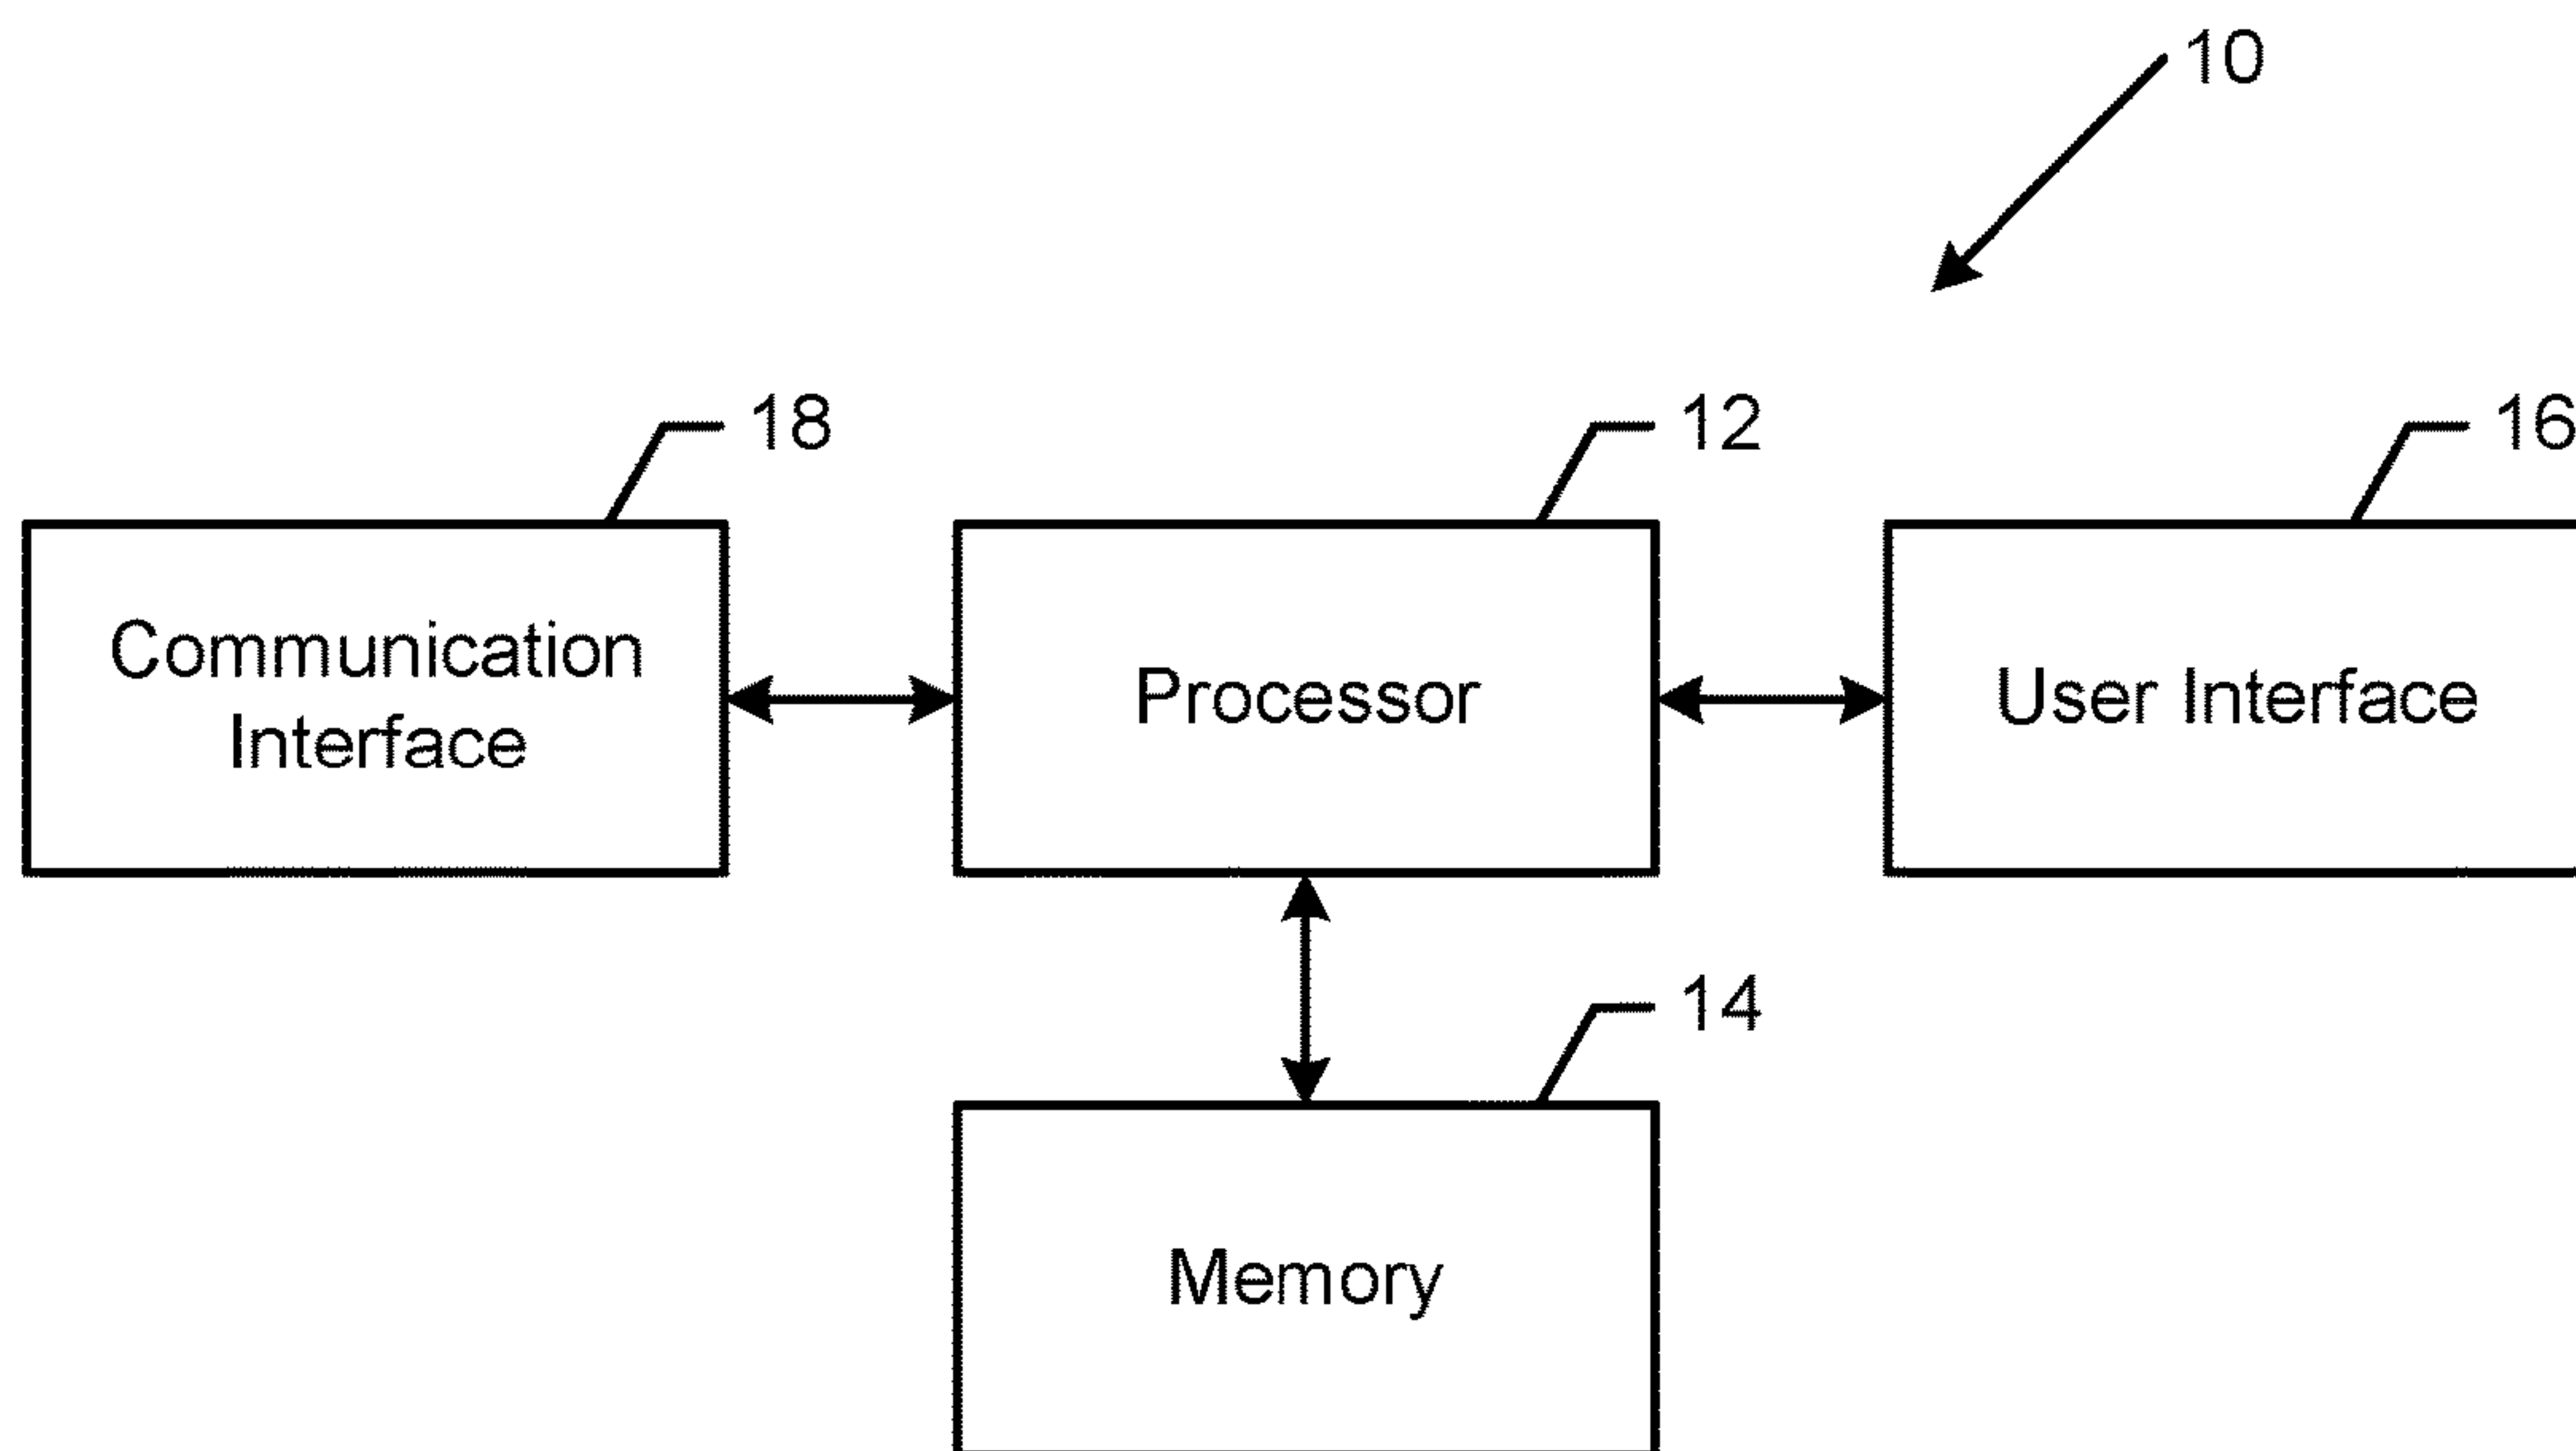 10
18
12
16
Communication
Interface
Processor
User Interface
14
Memory